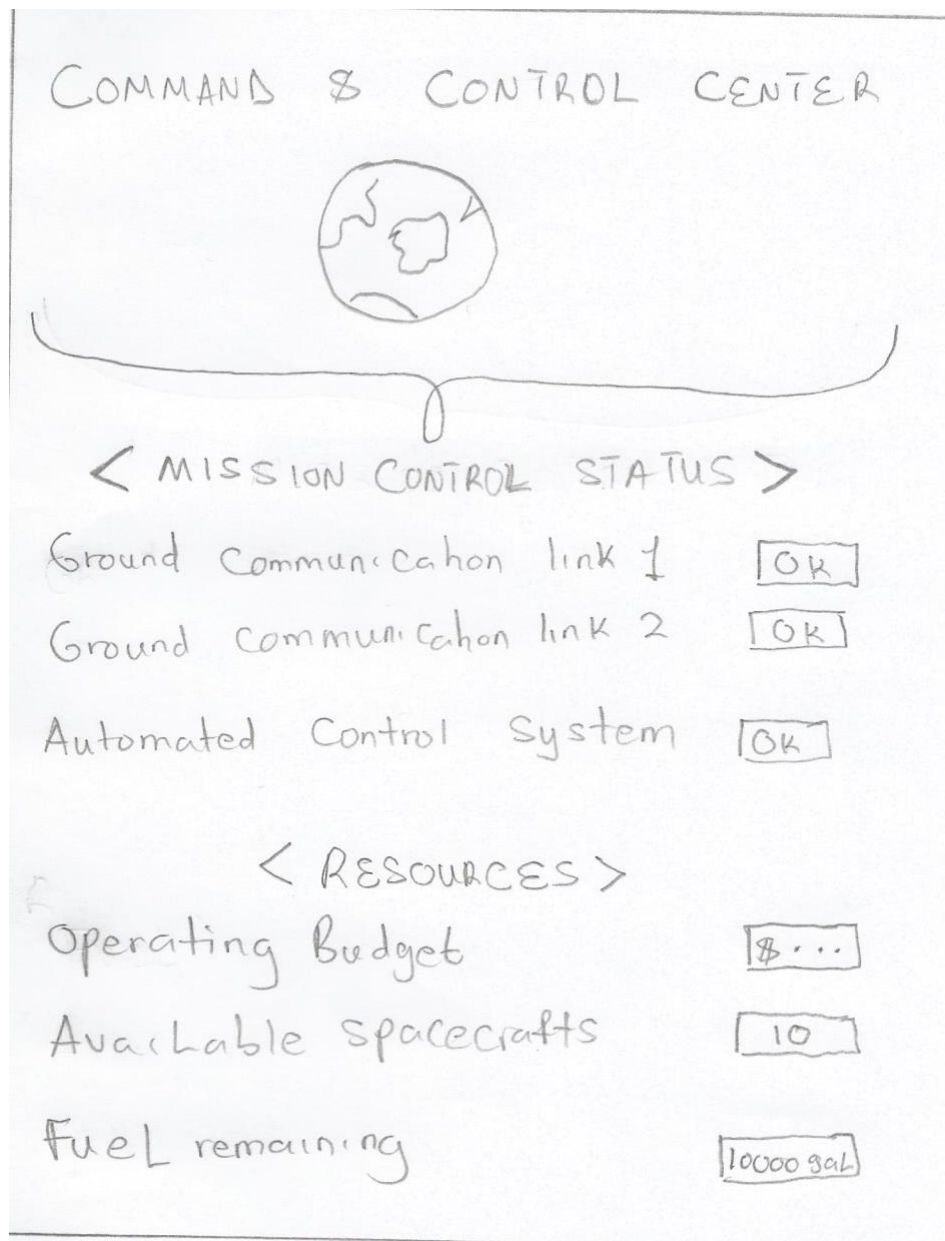 COMMAND & CONTROL CENTER
< MISSION CONTROL STATUS >
Ground Communication link 1 OK
Ground communication link 2 OK
Automated Control System OK
< RESOURCES >
Operating Budget $...
Available spacecrafts 10
Fuel remaining 10000 gal